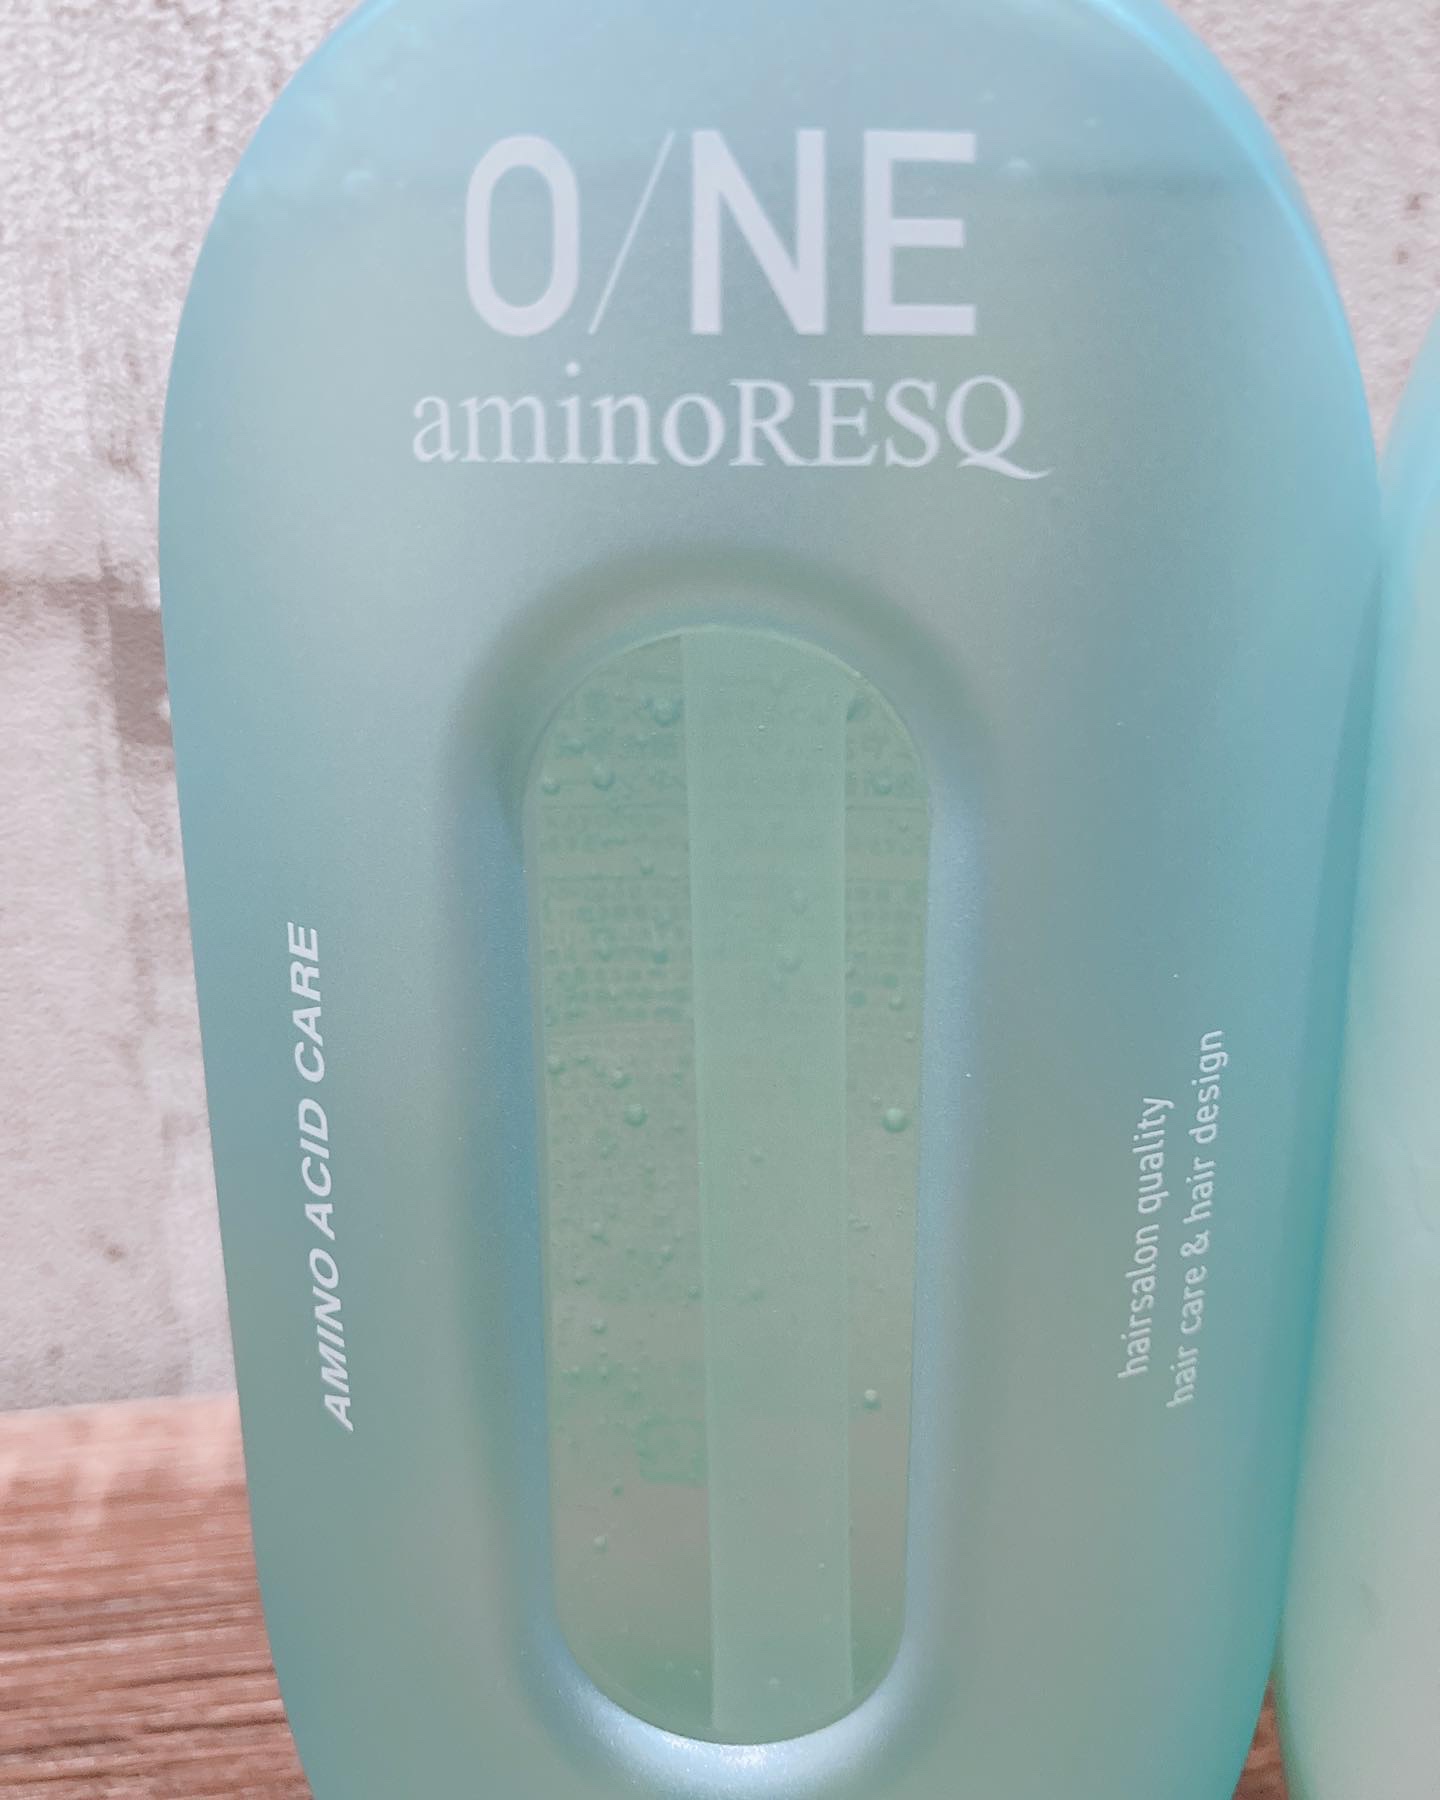 O/NE
aminoRESQ
AMINO ACID CARE
hairsalon quality
hair care & hair design